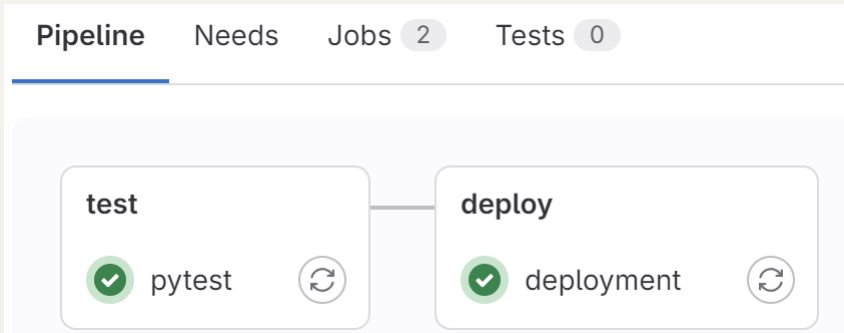 Pipeline Needs Jobs 2 Tests 0
test
deploy
pytest
deployment